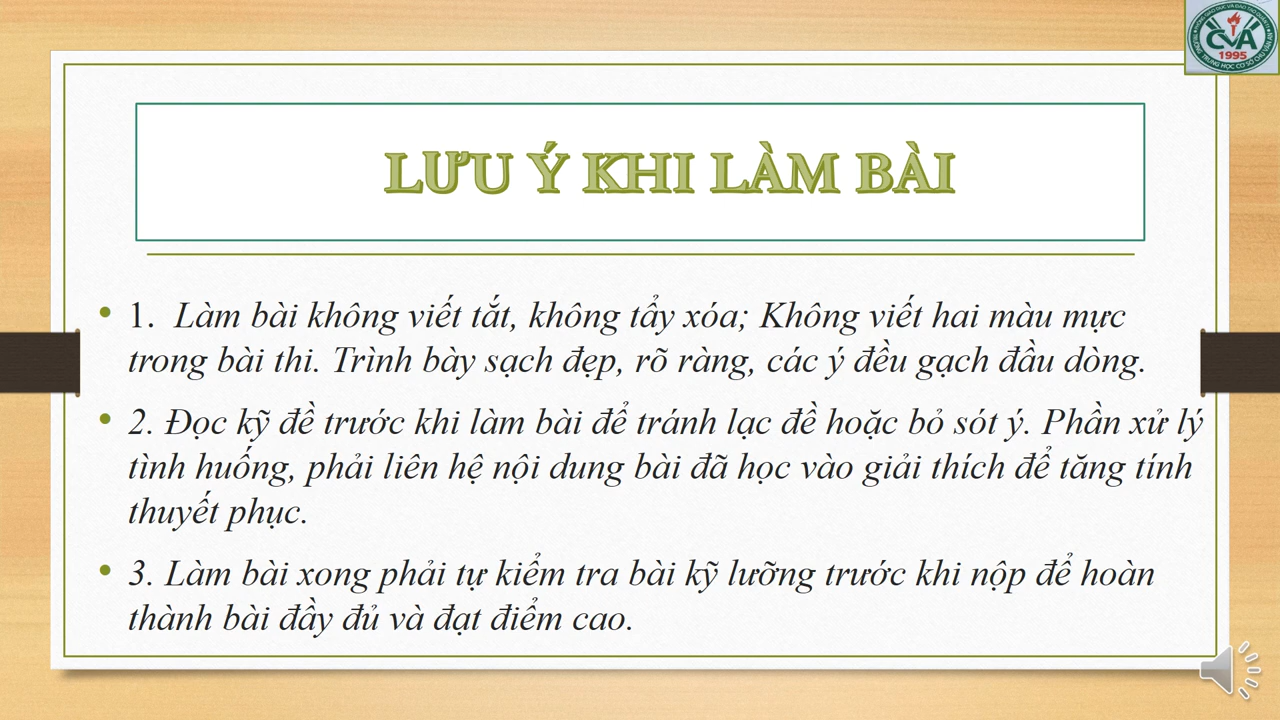 CVA
1995
LƯU Ý KHI LÀM BÀI
• 1. Làm bài không viết tắt, không tẩy xóa; Không viết hai màu mực
trong bài thi. Trình bày sạch đẹp, rõ ràng, các ý đều gạch đầu dòng.
• 2. Đọc kỹ đề trước khi làm bài để tránh lạc đề hoặc bỏ sót ý. Phần xử lý
tình huống, phải liên hệ nội dung bài đã học vào giải thích để tăng tính
thuyết phục.
• 3. Làm bài xong phải tự kiểm tra bài kỹ lưỡng trước khi nộp để hoàn
thành bài đầy đủ và đạt điểm cao.